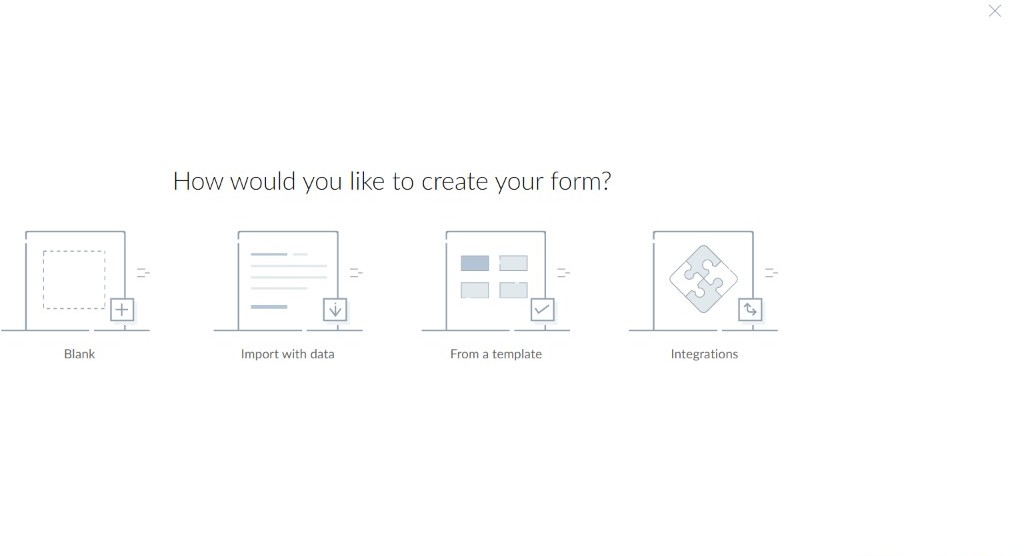 How would you like to create your form?
Blank
Import with data
From a template
Integrations